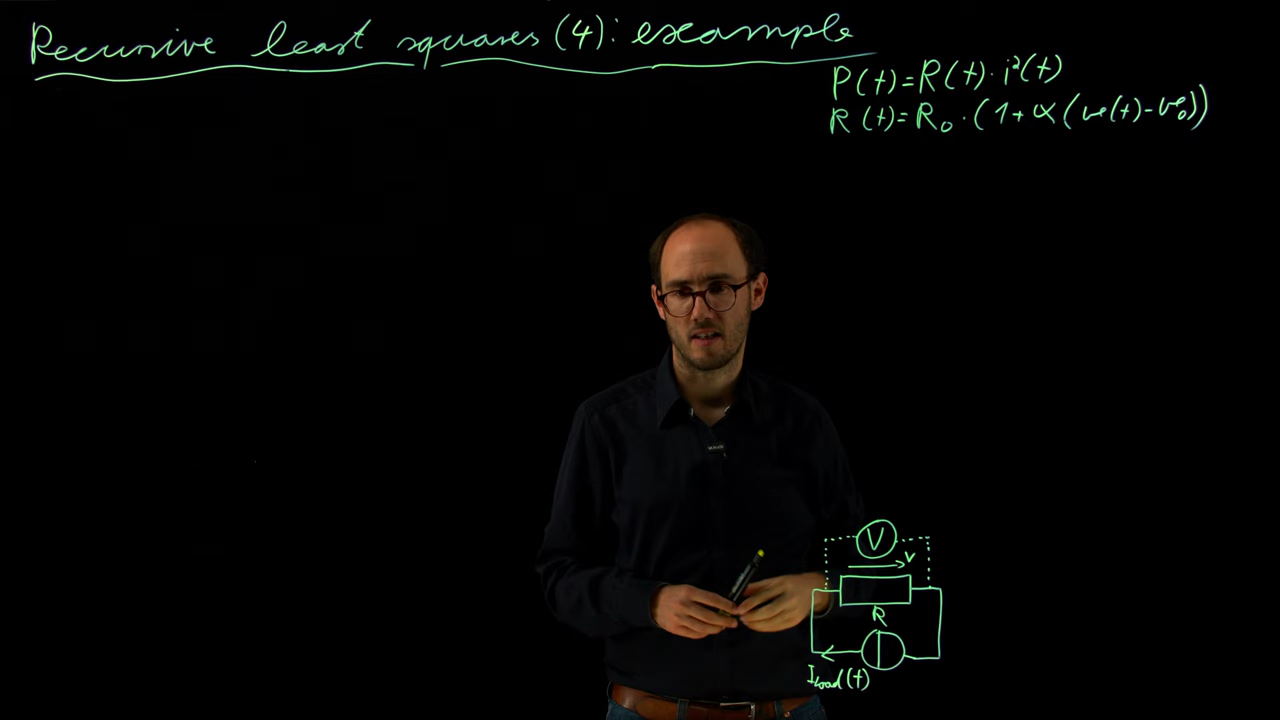 Recursive least squares (4): example
P(t)=R(t)·i²(t)
R(t)=R₀·(1+α(ϑ(t)-ϑ₀))
V
v
R
I_load(t)